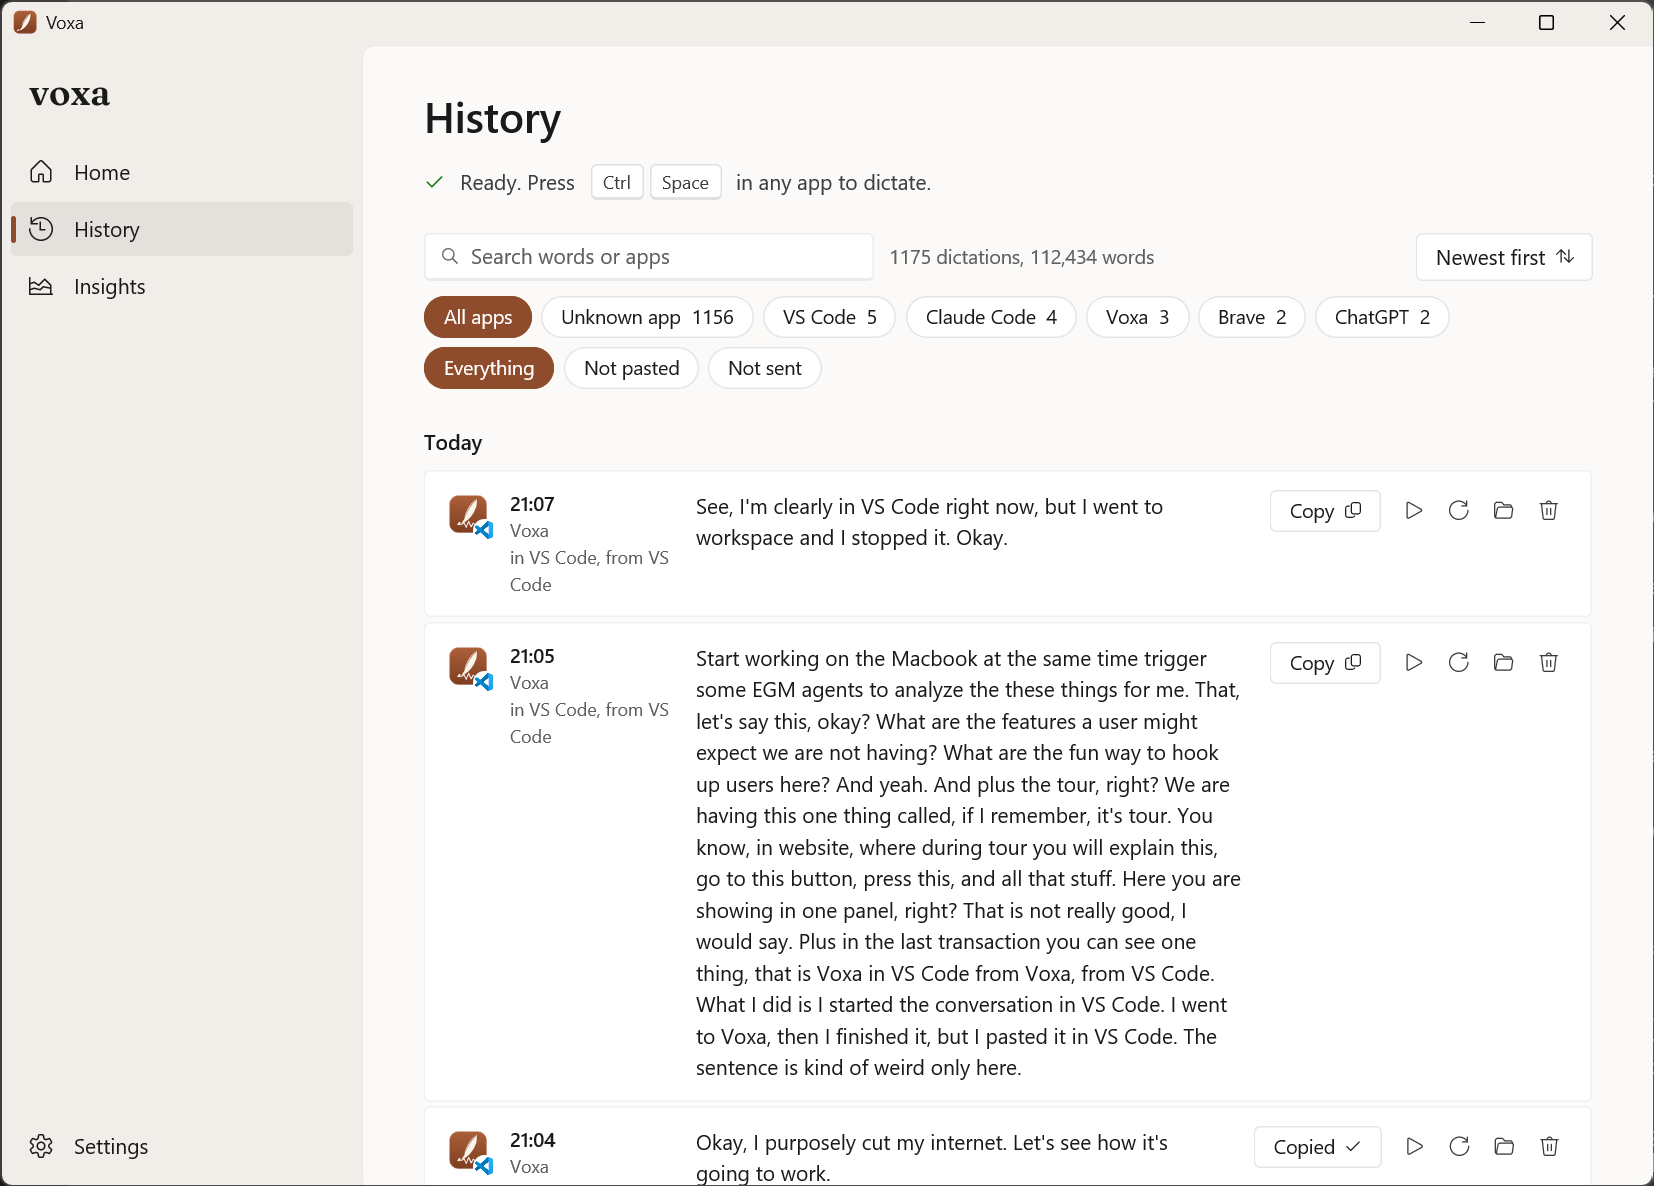 Voxa
voxa
Home
History
Insights
Settings
History
Ready. Press Ctrl Space in any app to dictate.
Search words or apps
1175 dictations, 112,434 words
Newest first
All apps
Unknown app 1156
VS Code 5
Claude Code 4
Voxa 3
Brave 2
ChatGPT 2
Everything
Not pasted
Not sent
Today
21:07
Voxa
in VS Code, from VS
Code
See, I'm clearly in VS Code right now, but I went to
workspace and I stopped it. Okay.
Copy
21:05
Voxa
in VS Code, from VS
Code
Start working on the Macbook at the same time trigger
some EGM agents to analyze the these things for me. That,
let's say this, okay? What are the features a user might
expect we are not having? What are the fun way to hook
up users here? And yeah. And plus the tour, right? We are
having this one thing called, if I remember, it's tour. You
know, in website, where during tour you will explain this,
go to this button, press this, and all that stuff. Here you are
showing in one panel, right? That is not really good, I
would say. Plus in the last transaction you can see one
thing, that is Voxa in VS Code from Voxa, from VS Code.
What I did is I started the conversation in VS Code. I went
to Voxa, then I finished it, but I pasted it in VS Code. The
sentence is kind of weird only here.
Copy
21:04
Voxa
Okay, I purposely cut my internet. Let's see how it's
going to work.
Copied